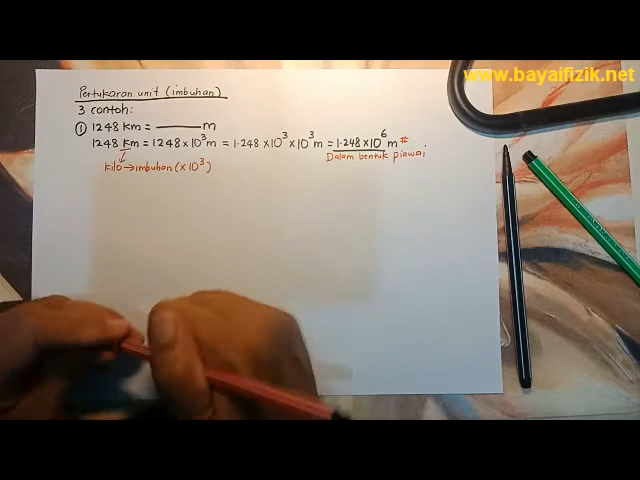 www.bayaifizik.net
Pertukaran unit (imbuhan)
3 contoh:
① 1248 km = ______ m
1248 km = 1248 × 10³ m = 1.248 × 10³ × 10³ m = 1.248 × 10⁶ m #
Dalam bentuk piawai
kilo → imbuhan (× 10³)